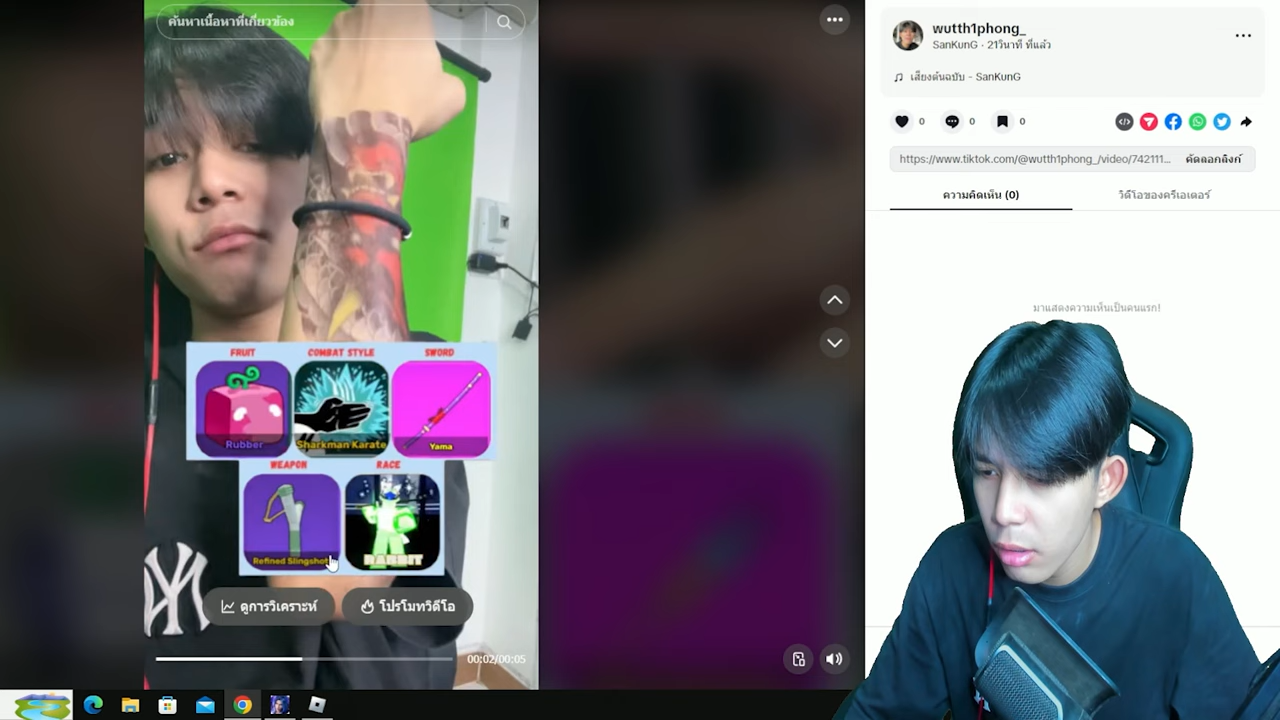 ค้นหาเนื้อหาที่เกี่ยวข้อง
FRUIT
COMBAT STYLE
SWORD
Rubber
Sharkman Karate
Yama
WEAPON
RACE
Refined Slingshot
RABBIT
NY
ดูการวิเคราะห์
โปรโมทวิดีโอ
00:02/00:05
wutth1phong_
SanKunG · 21วินาที ที่แล้ว
เสียงต้นฉบับ - SanKunG
0
0
0
https://www.tiktok.com/@wutth1phong_/video/742111...
คัดลอกลิงก์
ความคิดเห็น (0)
วิดีโอของครีเอเตอร์
มาแสดงความเห็นเป็นคนแรก!